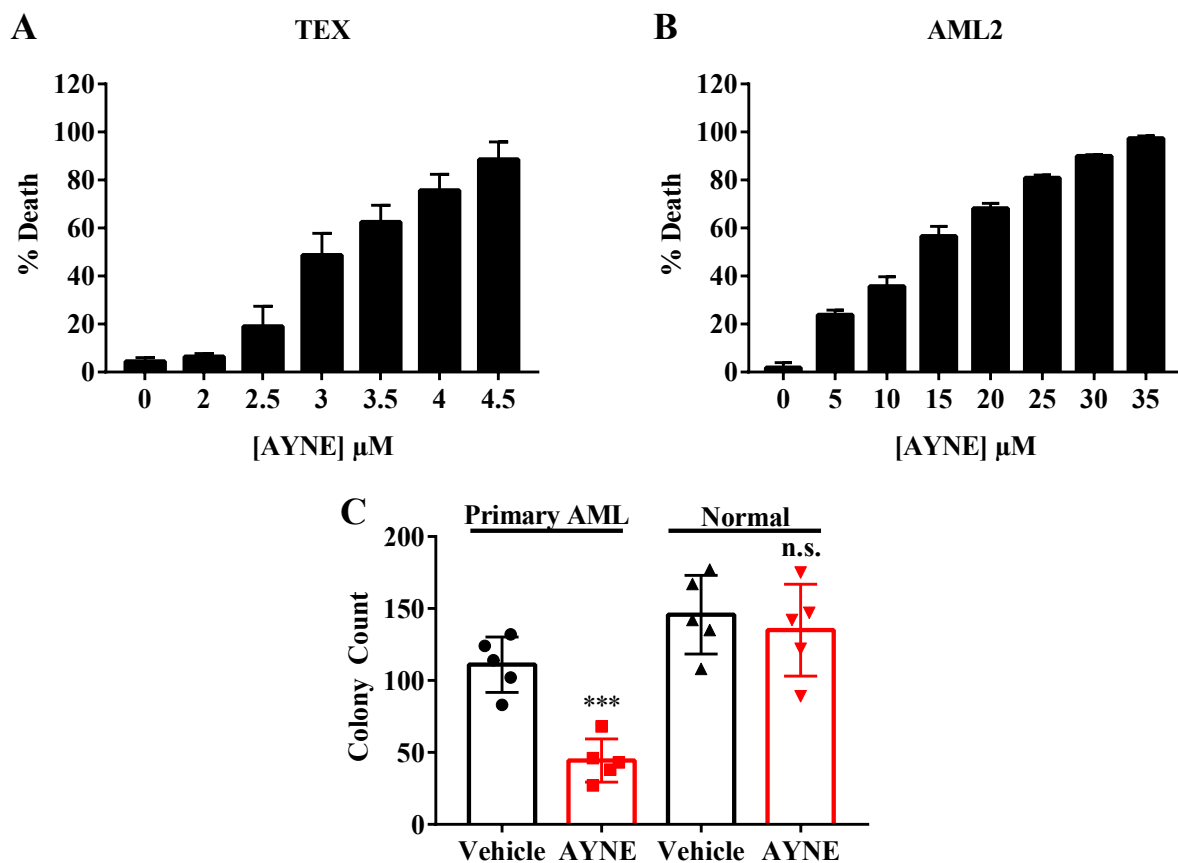 A
TEX
% Death
120
100
80
60
40
20
0
0 2 2.5 3 3.5 4 4.5
[AYNE] µM
B
AML2
% Death
120
100
80
60
40
20
0
0 5 10 15 20 25 30 35
[AYNE] µM
C
Primary AML Normal
Colony Count
200
n.s.
150
100
***
50
0
Vehicle AYNE Vehicle AYNE